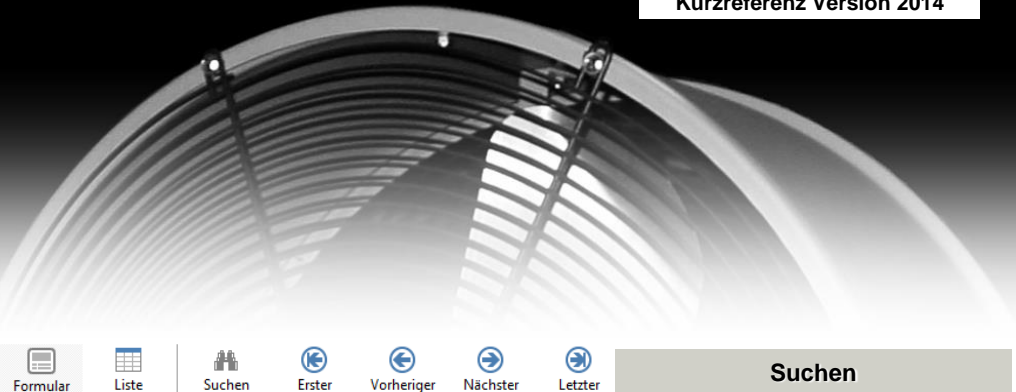 Kurzreferenz Version 2014
Formular Liste Suchen Erster Vorheriger Nächster Letzter Suchen